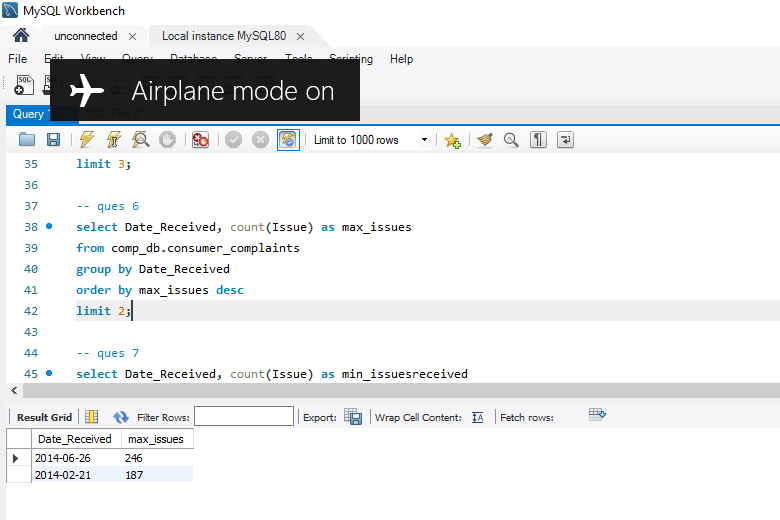 MySQL Workbench
unconnected
Local instance MySQL80
File Edit View Query Database Server Tools Scripting Help
SQL
Airplane mode on
Query 1
Limit to 1000 rows
35 limit 3;
36
37 -- ques 6
38 select Date_Received, count(Issue) as max_issues
39 from comp_db.consumer_complaints
40 group by Date_Received
41 order by max_issues desc
42 limit 2;
43
44 -- ques 7
45 select Date_Received, count(Issue) as min_issuesreceived
Result Grid Filter Rows: Export: Wrap Cell Content: IA Fetch rows:
Date_Received max_issues
2014-06-26 246
2014-02-21 187